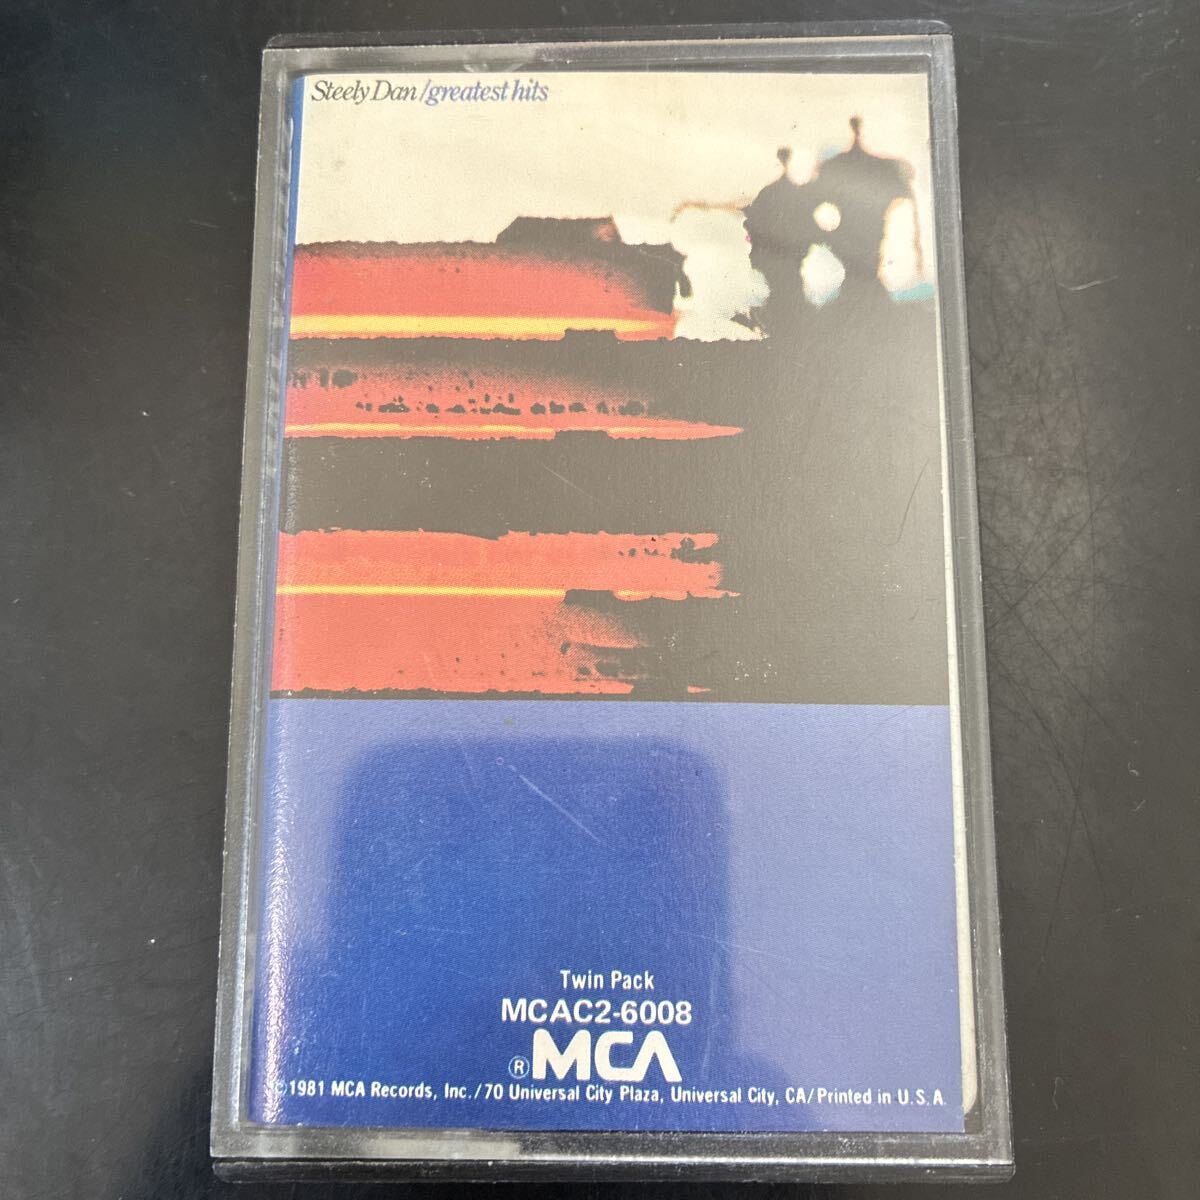 Steely Dan/greatest hits
Twin Pack
MCAC2-6008
® MCA
©1981 MCA Records, Inc./70 Universal City Plaza, Universal City, CA/Printed in U.S.A.